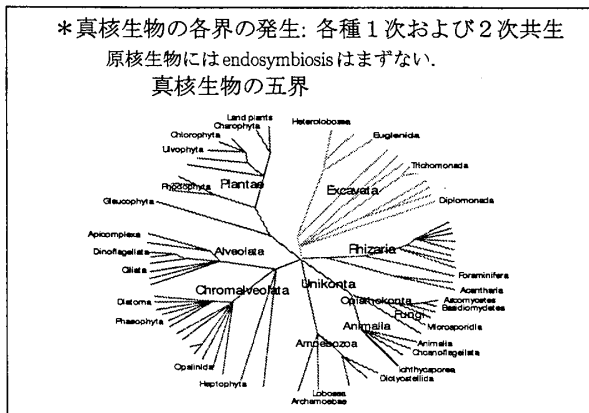 ＊真核生物の各界の発生: 各種１次および２次共生
原核生物にはendosymbiosisはまずない.
真核生物の五界
Land plants
Charophyta
Chlorophyta
Ulvophyta
Plantae
Rhodophyta
Glaucophyta
Heterolobosea
Euglenida
Trichomonada
Excavata
Diplomonada
Apicomplexa
Dinoflagellata
Alveolata
Ciliata
Chromalveolata
Diatoms
Phaeophyta
Opalinida
Haptophyta
Rhizaria
Foraminifera
Acantharia
Unikonta
Opisthokonta
Ascomycetes
Basidiomycetes
Fungi
Microsporidia
Animalia
Animalia
Choanoflagellata
Ichthyosporea
Amoebozoa
Dictyostellida
Lobosea
Archamoebae